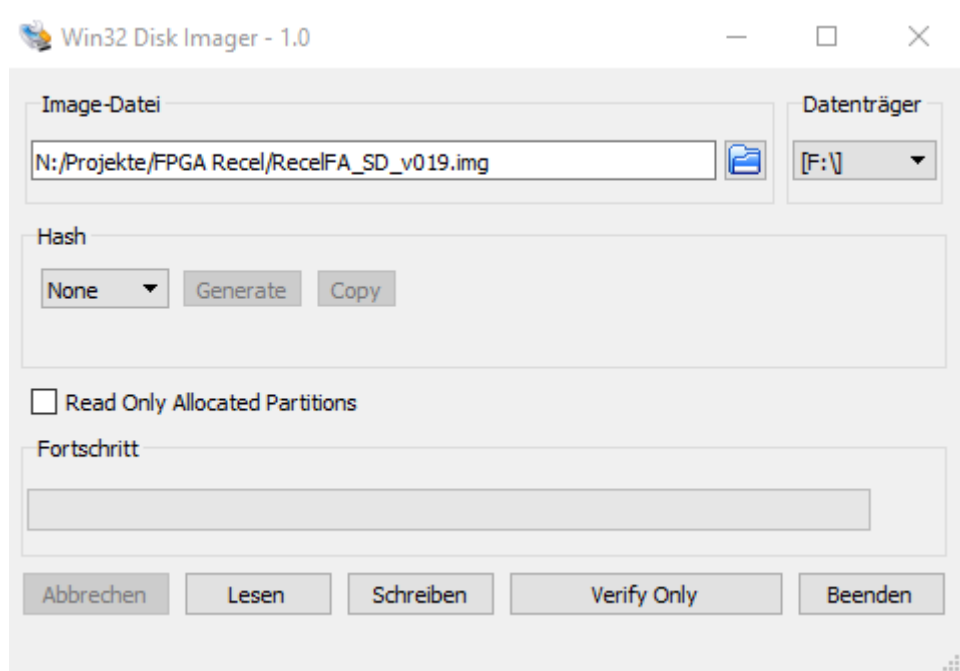 Win32 Disk Imager - 1.0
Image-Datei
Datenträger
N:/Projekte/FPGA Recel/RecelFA_SD_v019.img
[F:\]
Hash
None
Generate
Copy
Read Only Allocated Partitions
Fortschritt
Abbrechen
Lesen
Schreiben
Verify Only
Beenden